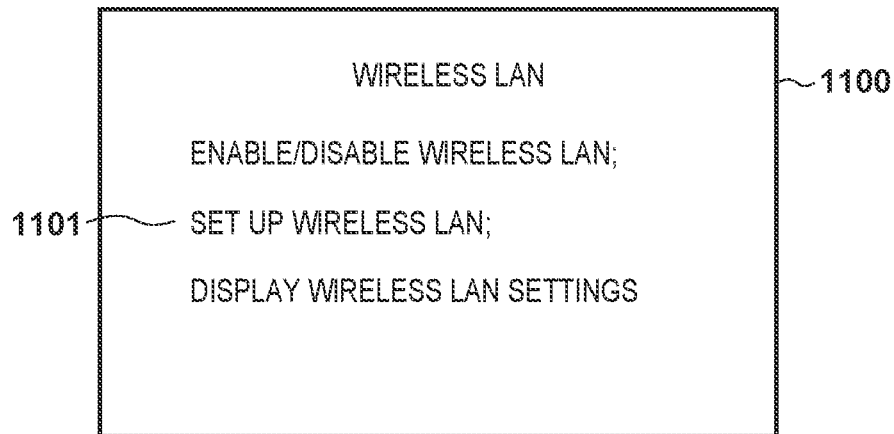 WIRELESS LAN
1100
ENABLE/DISABLE WIRELESS LAN;
1101
SET UP WIRELESS LAN;
DISPLAY WIRELESS LAN SETTINGS